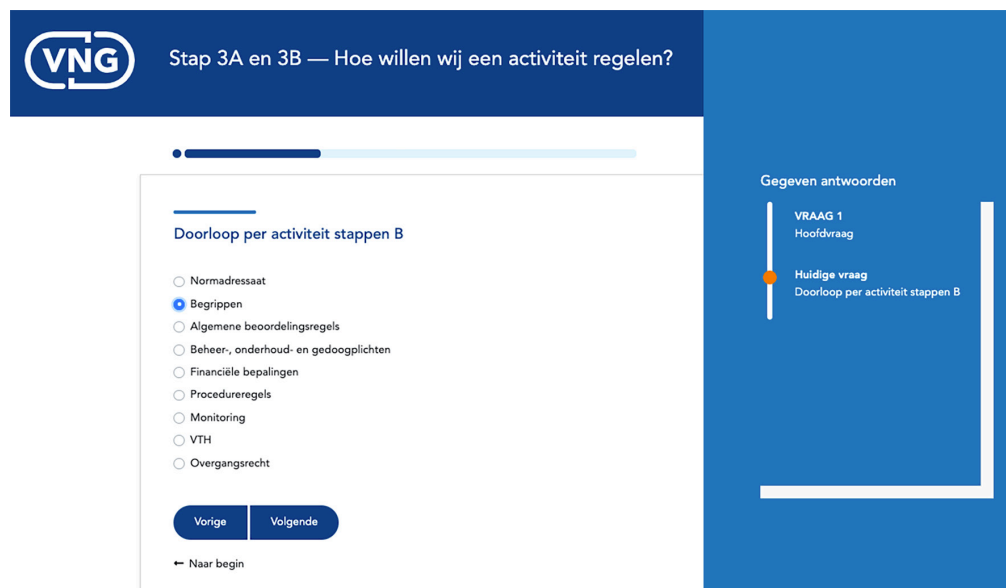 VNG
Stap 3A en 3B — Hoe willen wij een activiteit regelen?
Doorloop per activiteit stappen B
Normadressaat
Begrippen
Algemene beoordelingsregels
Beheer-, onderhoud- en gedoogplichten
Financiële bepalingen
Procedureregels
Monitoring
VTH
Overgangsrecht
Vorige
Volgende
← Naar begin
Gegeven antwoorden
VRAAG 1
Hoofdvraag
Huidige vraag
Doorloop per activiteit stappen B